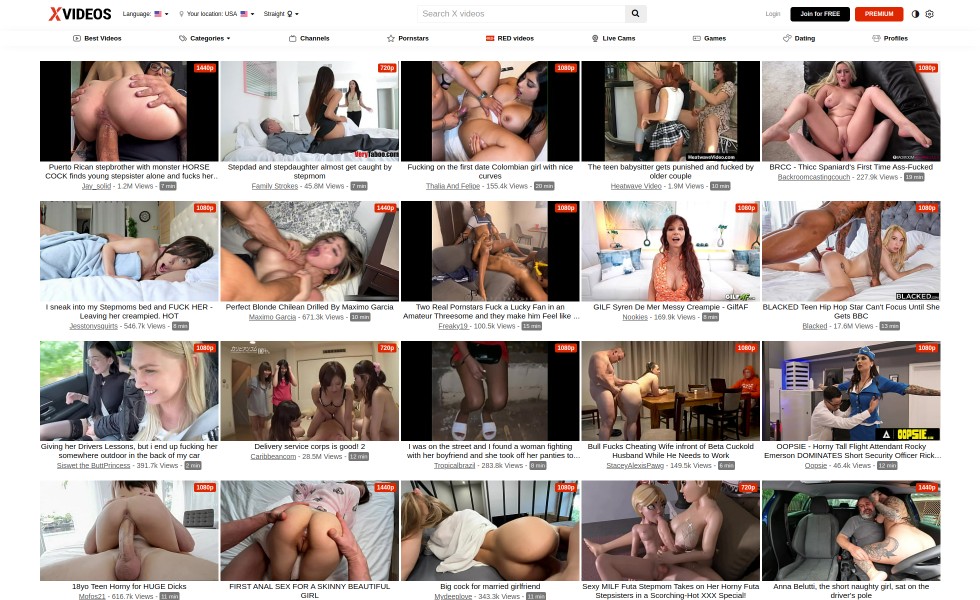 XVIDEOS
Language:
Your location: USA
Straight
Search X videos
Login
Join for FREE
PREMIUM
Best Videos
Categories
Channels
Pornstars
RED videos
Live Cams
Games
Dating
Profiles
1440p
Puerto Rican stepbrother with monster HORSE
COCK finds young stepsister alone and fucks her..
Jay_solid - 1.2M Views - 7 min
720p
VeryTaboo.com
Stepdad and stepdaughter almost get caught by
stepmom
Family Strokes - 45.8M Views - 7 min
1080p
Fucking on the first date Colombian girl with nice
curves
Thalia And Felipe - 155.4k Views - 20 min
HeatwaveVideo.com
The teen babysitter gets punished and fucked by
older couple
Heatwave Video - 1.9M Views - 10 min
1080p
BRCC - Thicc Spaniard's First Time Ass-Fucked
Backroomcastingcouch - 227.9k Views - 19 min
1080p
I sneak into my Stepmoms bed and FUCK HER -
Leaving her creampied. HOT
Jesstonysquirts - 546.7k Views - 6 min
1440p
Perfect Blonde Chilean Drilled By Maximo Garcia
Maximo Garcia - 671.3k Views - 10 min
1080p
Two Real Pornstars Fuck a Lucky Fan in an
Amateur Threesome and they make him Feel like ...
Freaky19 - 100.5k Views - 15 min
1080p
GILF Syren De Mer Messy Creampie - GilfAF
Nookies - 169.9k Views - 8 min
1080p
BLACKED.COM
BLACKED Teen Hip Hop Star Can't Focus Until She
Gets BBC
Blacked - 17.6M Views - 13 min
1080p
Giving her Drivers Lessons, but i end up fucking her
somewhere outdoor in the back of my car
Siswet the ButtPrincess - 391.7k Views - 2 min
720p
Delivery service corps is good! 2
Caribbeancom - 28.5M Views - 12 min
1080p
I was on the street and I found a woman fighting
with her boyfriend and she took off her panties to...
Tropicalbrazil - 283.8k Views - 8 min
1080p
Bull Fucks Cheating Wife infront of Beta Cuckold
Husband While He Needs to Work
StaceyAlexisPawg - 149.5k Views - 6 min
1080p
OOPSIE
OOPSIE - Horny Tall Flight Attendant Rocky
Emerson DOMINATES Short Security Officer Rick...
Oopsie - 46.4k Views - 12 min
1080p
18yo Teen Horny for HUGE Dicks
Mofos21 - 616.7k Views - 11 min
1440p
FIRST ANAL SEX FOR A SKINNY BEAUTIFUL
GIRL
1080p
Big cock for married girlfriend
Mydeeplove - 343.3k Views - 11 min
720p
Sexy MILF Futa Stepmom Takes on Her Horny Futa
Stepsisters in a Scorching-Hot XXX Special!
1440p
Anna Belutti, the short naughty girl, sat on the
driver's pole